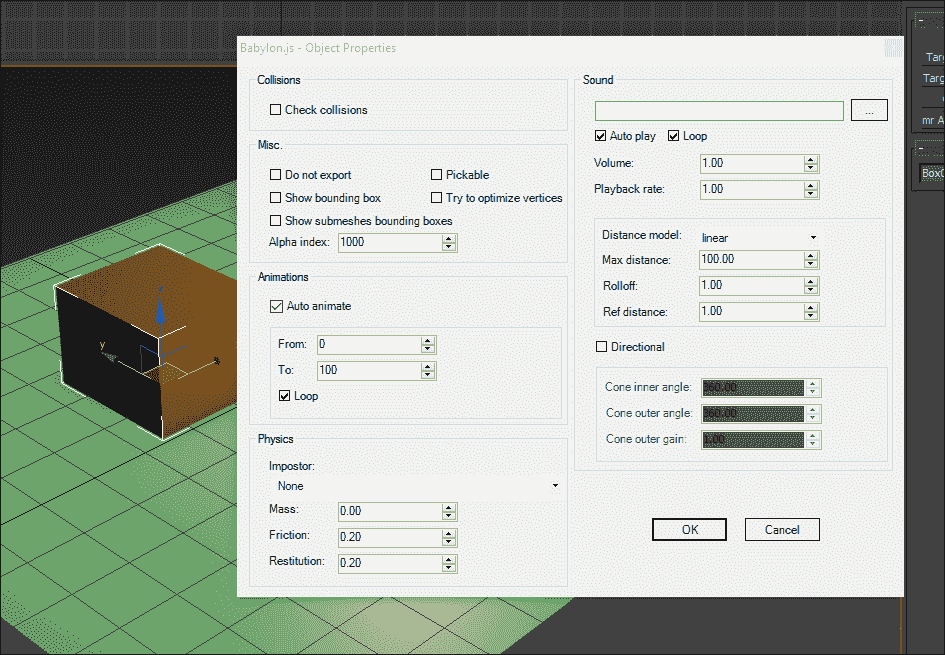 Babylon.js - Object Properties
Collisions
Check collisions
Misc.
Do not export
Pickable
Show bounding box
Try to optimize vertices
Show submeshes bounding boxes
Alpha index: 1000
Animations
Auto animate
From: 0
To: 100
Loop
Physics
Impostor:
None
Mass: 0.00
Friction: 0.20
Restitution: 0.20
Sound
...
Auto play
Loop
Volume: 1.00
Playback rate: 1.00
Distance model: linear
Max distance: 100.00
Rolloff: 1.00
Ref distance: 1.00
Directional
Cone inner angle: 360.00
Cone outer angle: 360.00
Cone outer gain: 1.00
OK
Cancel
y